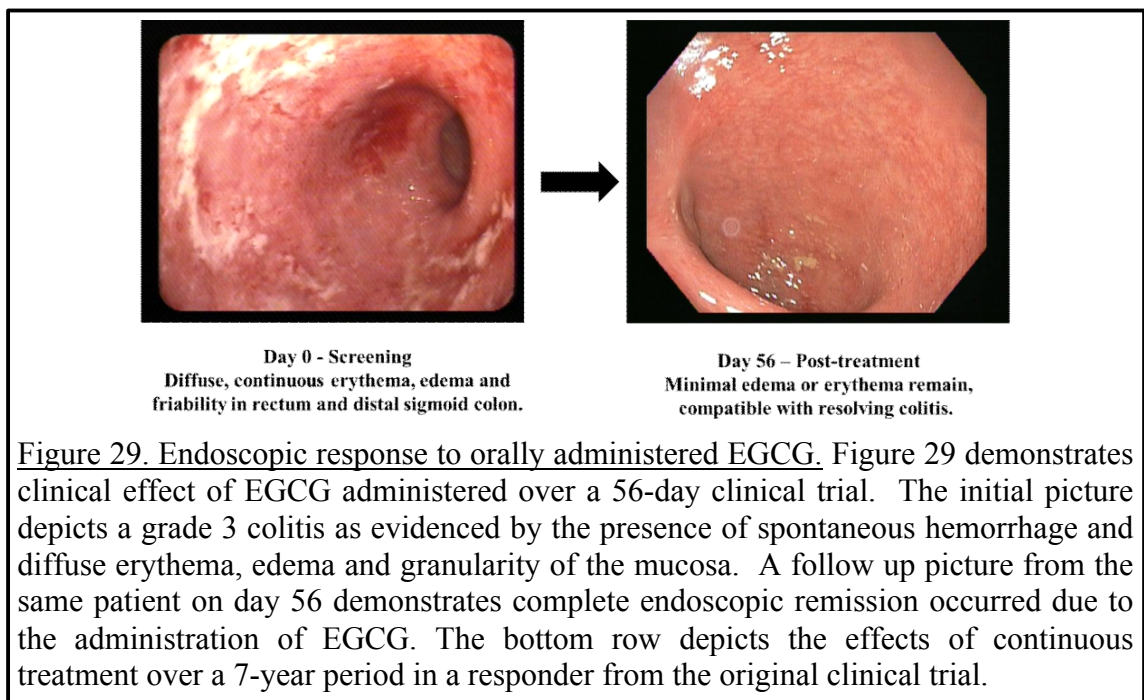 Day 0 - Screening
Diffuse, continuous erythema, edema and
friability in rectum and distal sigmoid colon.
Day 56 – Post-treatment
Minimal edema or erythema remain,
compatible with resolving colitis.
Figure 29. Endoscopic response to orally administered EGCG. Figure 29 demonstrates
clinical effect of EGCG administered over a 56-day clinical trial. The initial picture
depicts a grade 3 colitis as evidenced by the presence of spontaneous hemorrhage and
diffuse erythema, edema and granularity of the mucosa. A follow up picture from the
same patient on day 56 demonstrates complete endoscopic remission occurred due to
the administration of EGCG. The bottom row depicts the effects of continuous
treatment over a 7-year period in a responder from the original clinical trial.